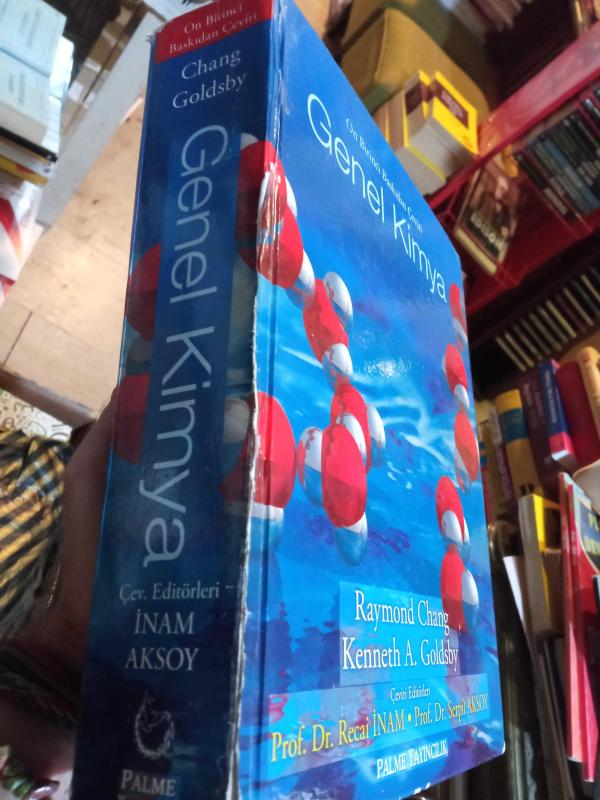 On Birinci
Baskıdan Çeviri
Chang
Goldsby
Genel Kimya
Çev. Editörleri
İNAM
AKSOY
PALME
On Birinci Baskıdan Çeviri
Genel Kimya
Raymond Chang
Kenneth A. Goldsby
Çeviri Editörleri
Prof. Dr. Recai İNAM • Prof. Dr. Serpil AKSOY
PALME YAYINCILIK